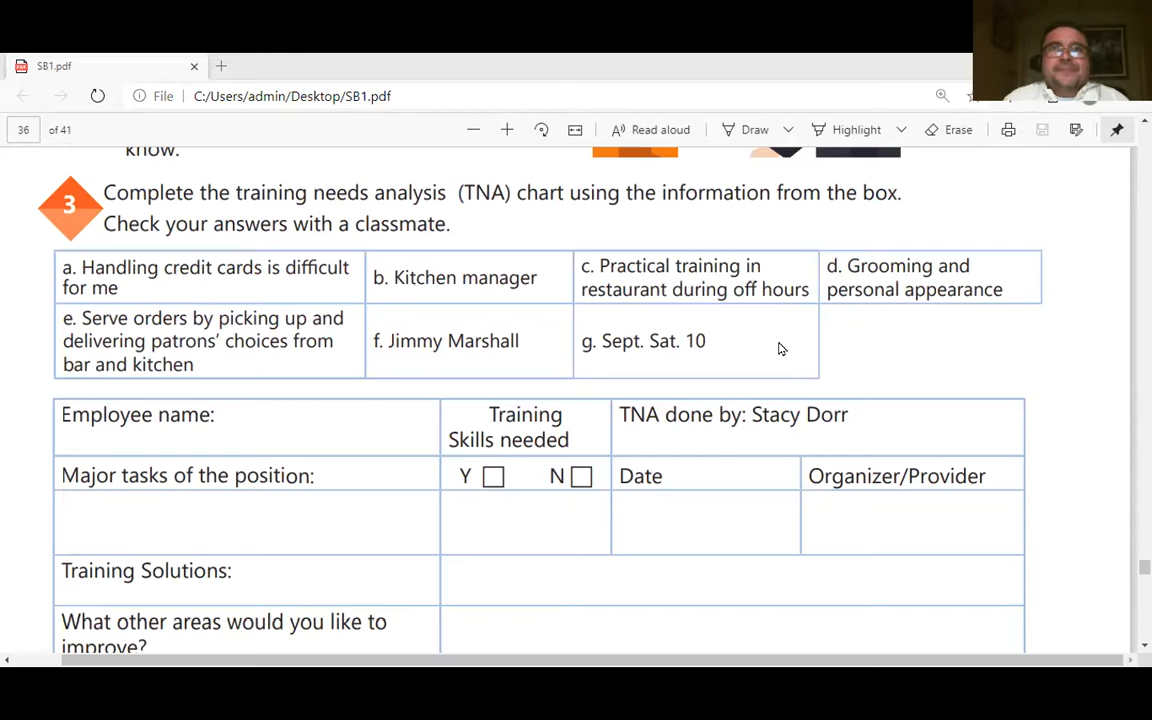 SB1.pdf
File | C:/Users/admin/Desktop/SB1.pdf
36 of 41
Read aloud Draw Highlight Erase
know.
3 Complete the training needs analysis (TNA) chart using the information from the box.
Check your answers with a classmate.
a. Handling credit cards is difficult
for me
b. Kitchen manager
c. Practical training in
restaurant during off hours
d. Grooming and
personal appearance
e. Serve orders by picking up and
delivering patrons' choices from
bar and kitchen
f. Jimmy Marshall
g. Sept. Sat. 10
Employee name:
Training
Skills needed
TNA done by: Stacy Dorr
Major tasks of the position:
Y N
Date
Organizer/Provider
Training Solutions:
What other areas would you like to
improve?